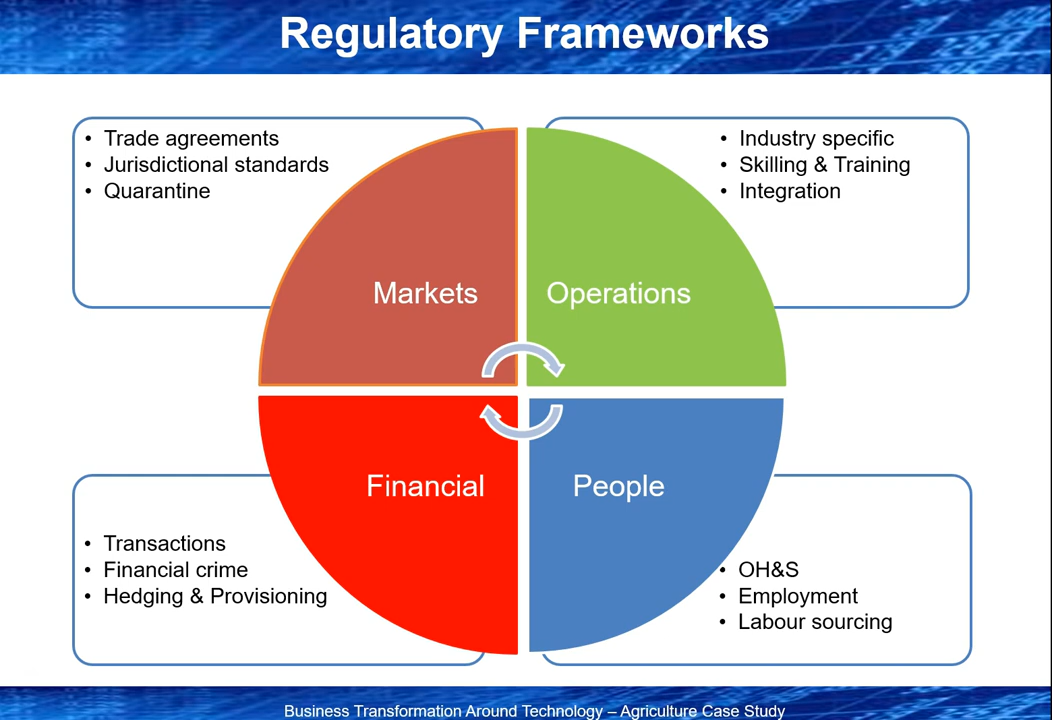 Regulatory Frameworks
• Trade agreements
• Jurisdictional standards
• Quarantine
• Industry specific
• Skilling & Training
• Integration
Markets
Operations
Financial
People
• Transactions
• Financial crime
• Hedging & Provisioning
• OH&S
• Employment
• Labour sourcing
Business Transformation Around Technology – Agriculture Case Study